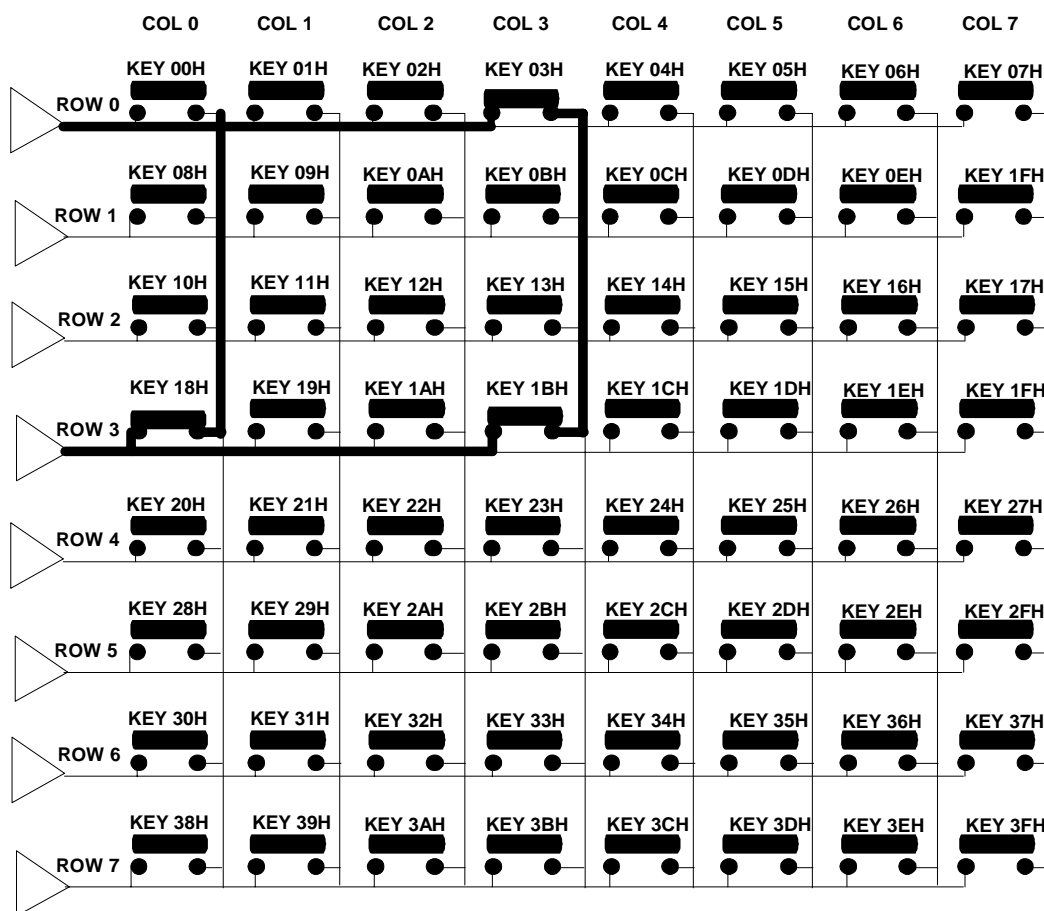 COL 0 COL 1 COL 2 COL 3 COL 4 COL 5 COL 6 COL 7
KEY 00H KEY 01H KEY 02H KEY 03H KEY 04H KEY 05H KEY 06H KEY 07H
ROW 0
KEY 08H KEY 09H KEY 0AH KEY 0BH KEY 0CH KEY 0DH KEY 0EH KEY 1FH
ROW 1
KEY 10H KEY 11H KEY 12H KEY 13H KEY 14H KEY 15H KEY 16H KEY 17H
ROW 2
KEY 18H KEY 19H KEY 1AH KEY 1BH KEY 1CH KEY 1DH KEY 1EH KEY 1FH
ROW 3
KEY 20H KEY 21H KEY 22H KEY 23H KEY 24H KEY 25H KEY 26H KEY 27H
ROW 4
KEY 28H KEY 29H KEY 2AH KEY 2BH KEY 2CH KEY 2DH KEY 2EH KEY 2FH
ROW 5
KEY 30H KEY 31H KEY 32H KEY 33H KEY 34H KEY 35H KEY 36H KEY 37H
ROW 6
KEY 38H KEY 39H KEY 3AH KEY 3BH KEY 3CH KEY 3DH KEY 3EH KEY 3FH
ROW 7